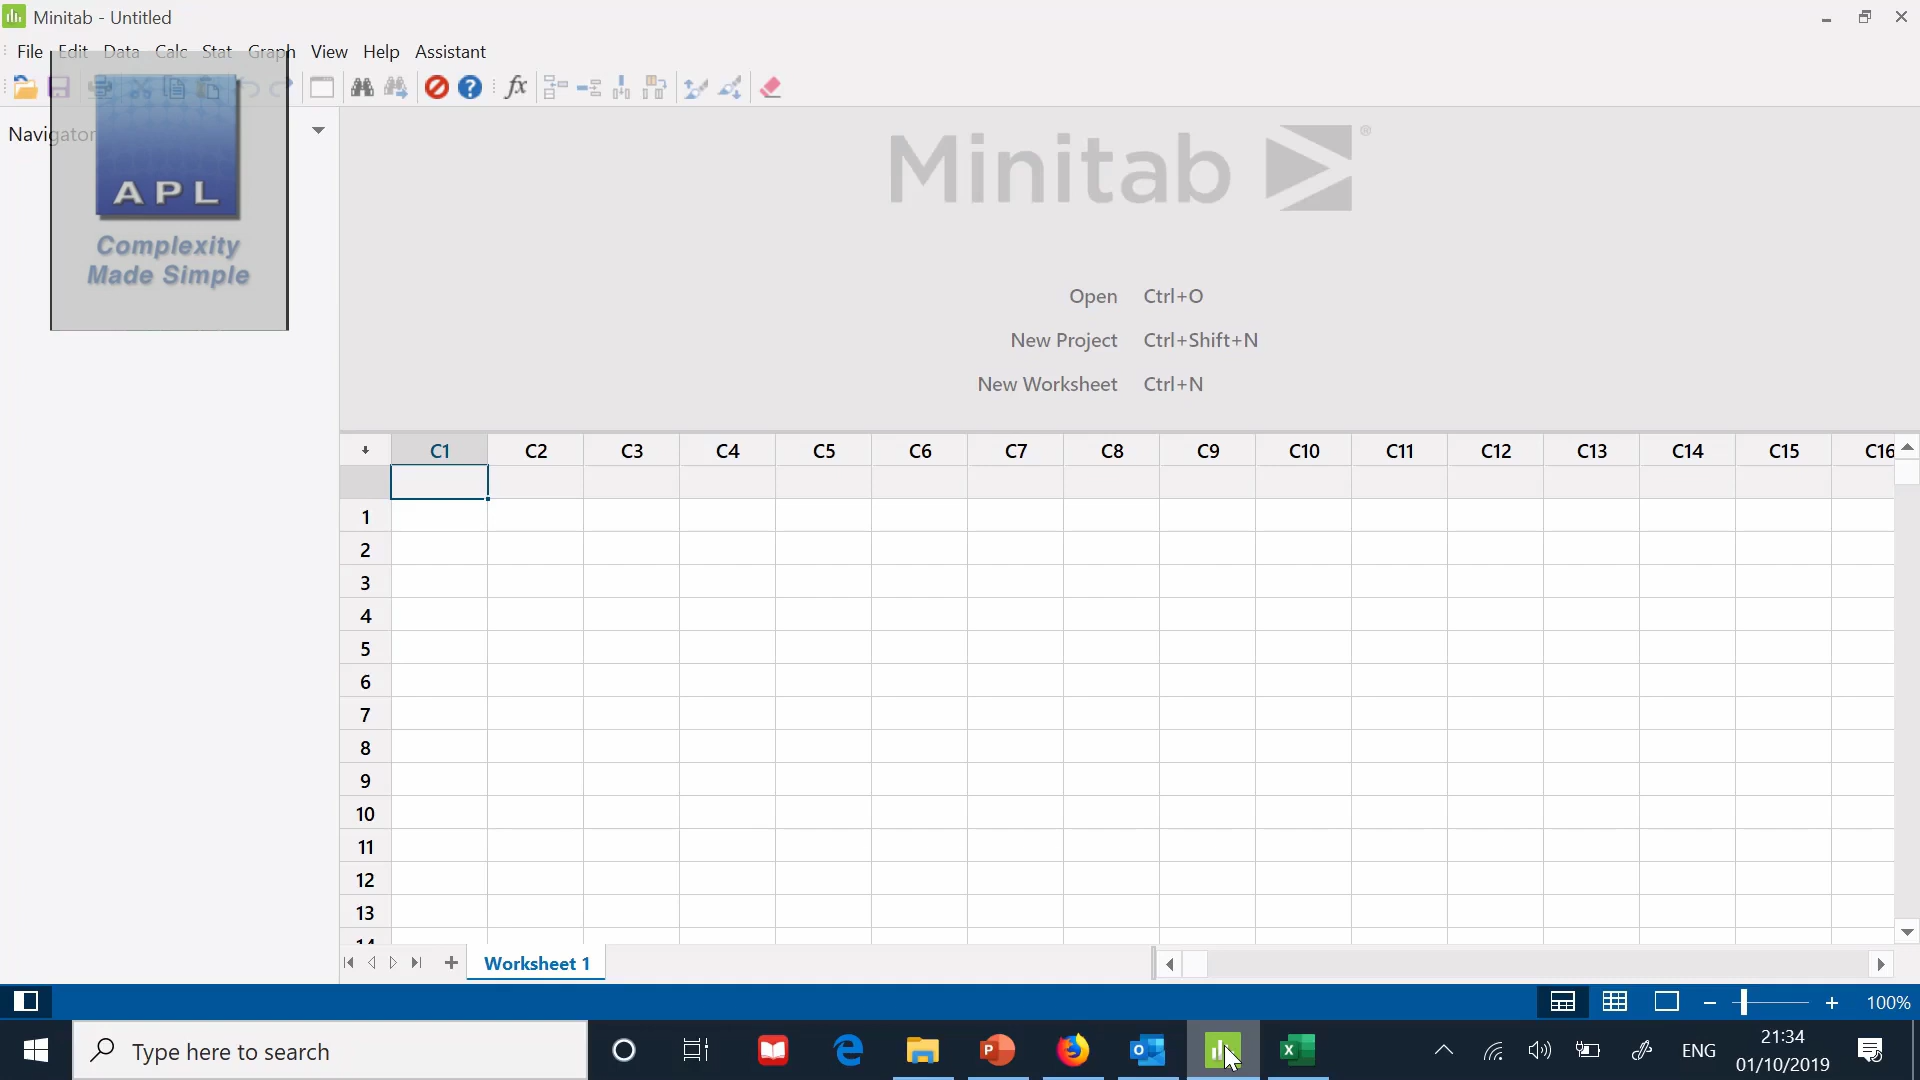 Minitab - Untitled
File Edit Data Calc Stat Graph View Help Assistant
Navigator
APL
Complexity
Made Simple
Minitab ®
Open Ctrl+O
New Project Ctrl+Shift+N
New Worksheet Ctrl+N
C1 C2 C3 C4 C5 C6 C7 C8 C9 C10 C11 C12 C13 C14 C15 C16
1
2
3
4
5
6
7
8
9
10
11
12
13
14
Worksheet 1
100%
Type here to search
ENG
21:34
01/10/2019